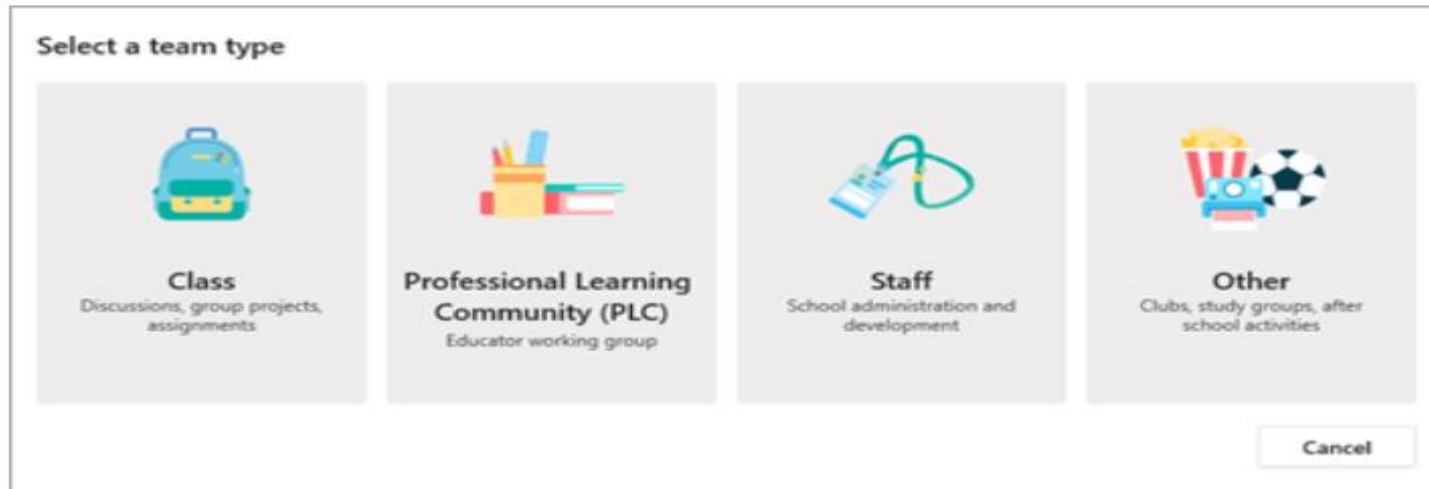 Select a team type
Class
Discussions, group projects,
assignments
Professional Learning
Community (PLC)
Educator working group
Staff
School administration and
development
Other
Clubs, study groups, after
school activities
Cancel